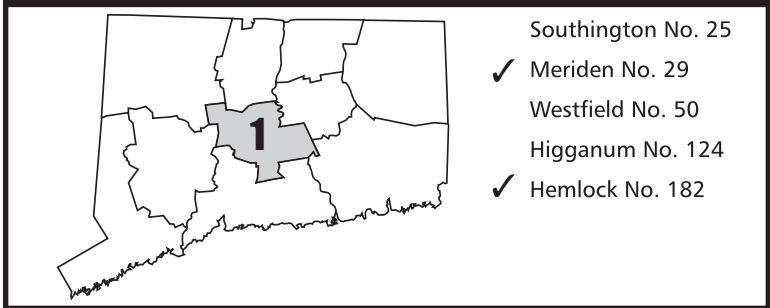 1
Southington No. 25
✓ Meriden No. 29
Westfield No. 50
Higganum No. 124
✓ Hemlock No. 182